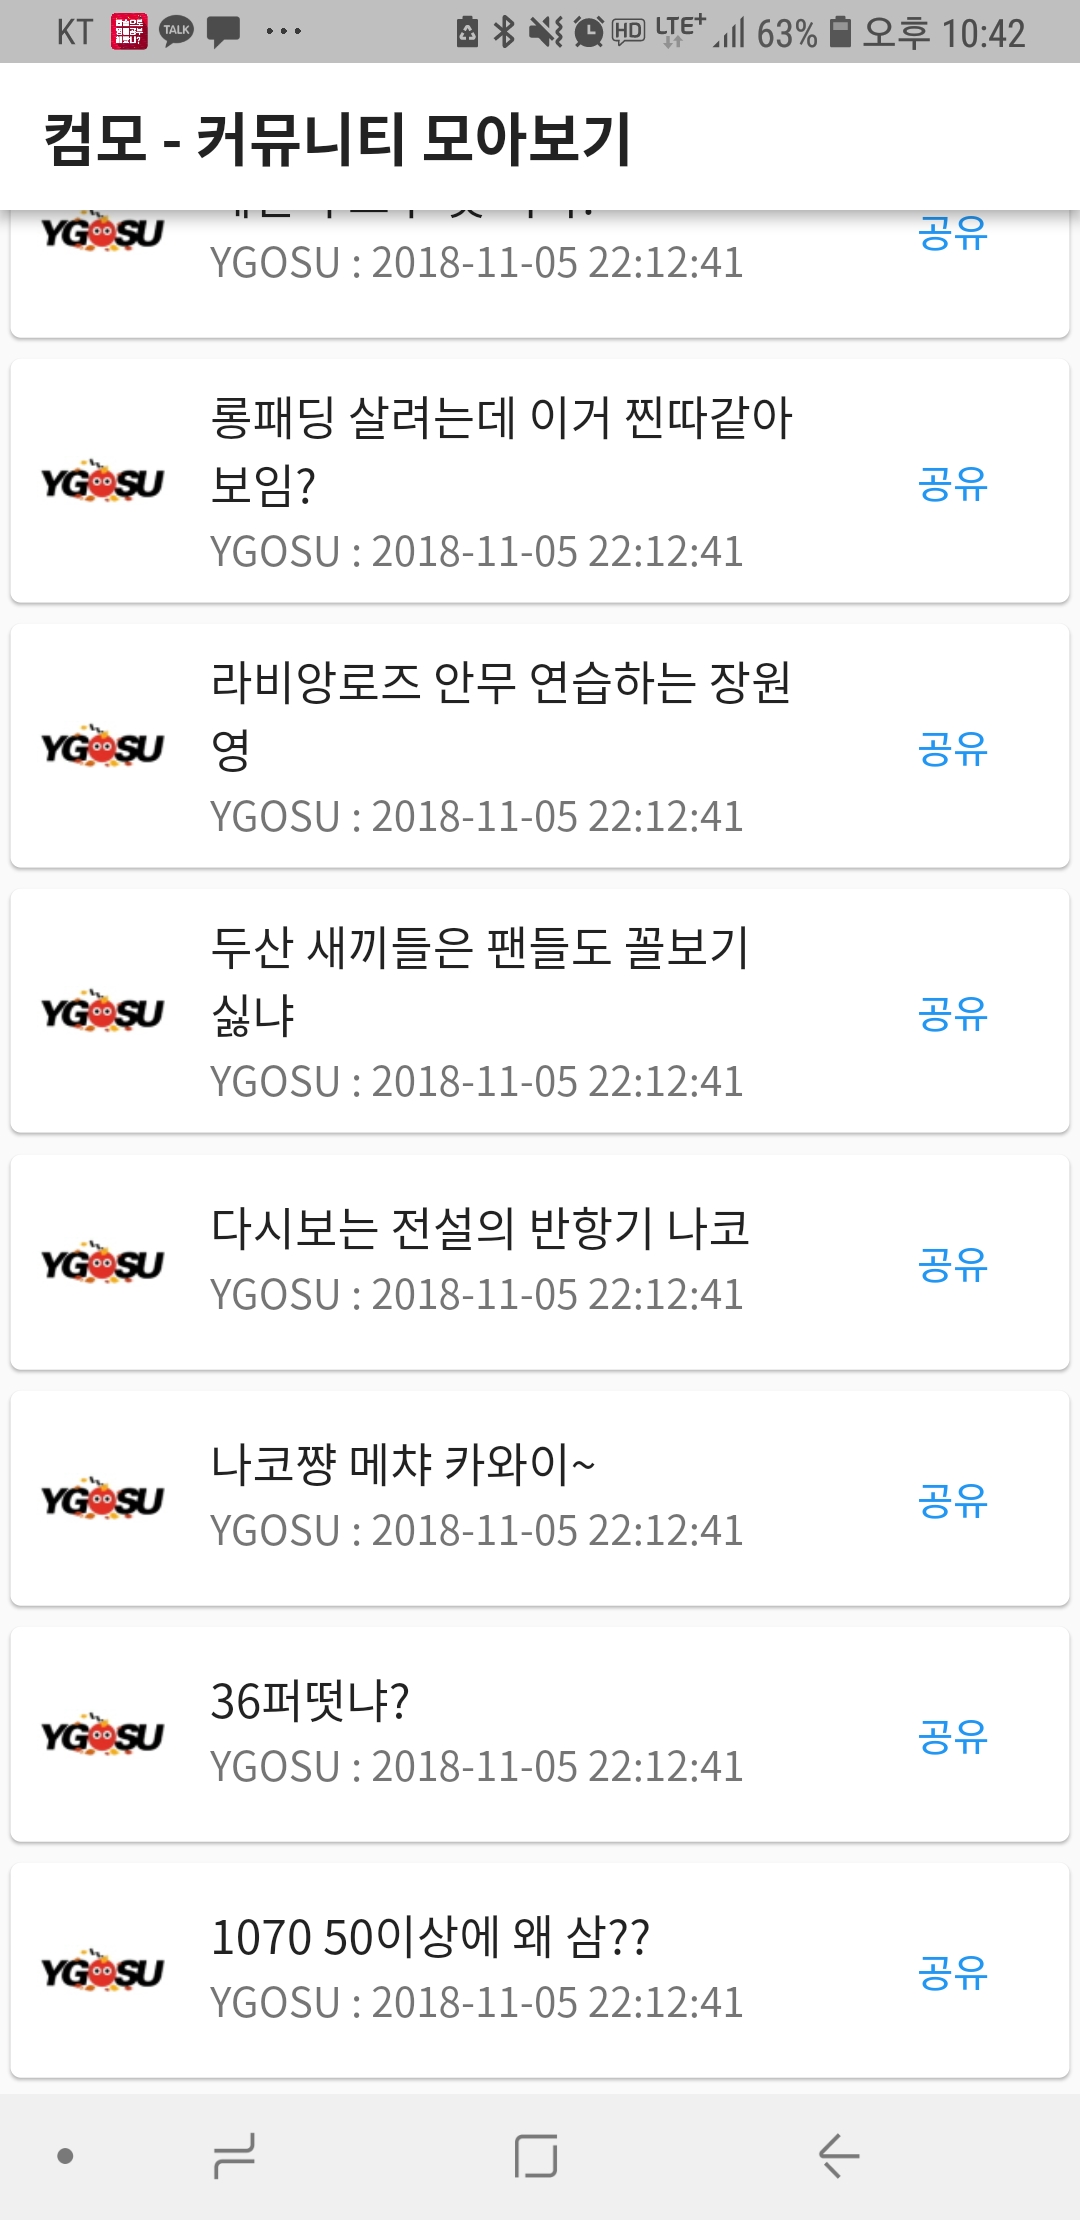 KT TALK HD LTE+ 63% 오후 10:42
컴모 - 커뮤니티 모아보기
YGOSU 공유
YGOSU : 2018-11-05 22:12:41
롱패딩 살려는데 이거 찐따같아
보임?
YGOSU 공유
YGOSU : 2018-11-05 22:12:41
라비앙로즈 안무 연습하는 장원
영
YGOSU 공유
YGOSU : 2018-11-05 22:12:41
두산 새끼들은 팬들도 꼴보기
싫냐
YGOSU 공유
YGOSU : 2018-11-05 22:12:41
다시보는 전설의 반항기 나코
YGOSU 공유
YGOSU : 2018-11-05 22:12:41
나코쨩 메챠 카와이~
YGOSU 공유
YGOSU : 2018-11-05 22:12:41
36퍼떳냐?
YGOSU 공유
YGOSU : 2018-11-05 22:12:41
1070 50이상에 왜 삼??
YGOSU 공유
YGOSU : 2018-11-05 22:12:41